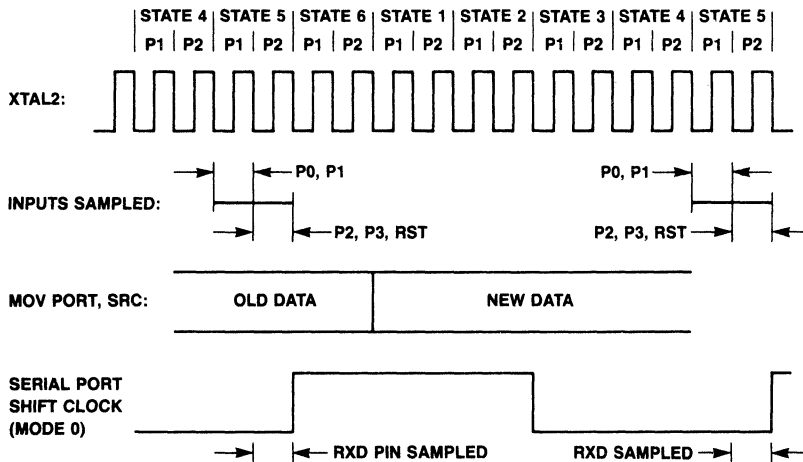 STATE 4 STATE 5 STATE 6 STATE 1 STATE 2 STATE 3 STATE 4 STATE 5
P1 P2 P1 P2 P1 P2 P1 P2 P1 P2 P1 P2 P1 P2 P1 P2
XTAL2:
P0, P1 P0, P1
INPUTS SAMPLED:
P2, P3, RST P2, P3, RST
MOV PORT, SRC: OLD DATA NEW DATA
SERIAL PORT
SHIFT CLOCK
(MODE 0)
RXD PIN SAMPLED RXD SAMPLED